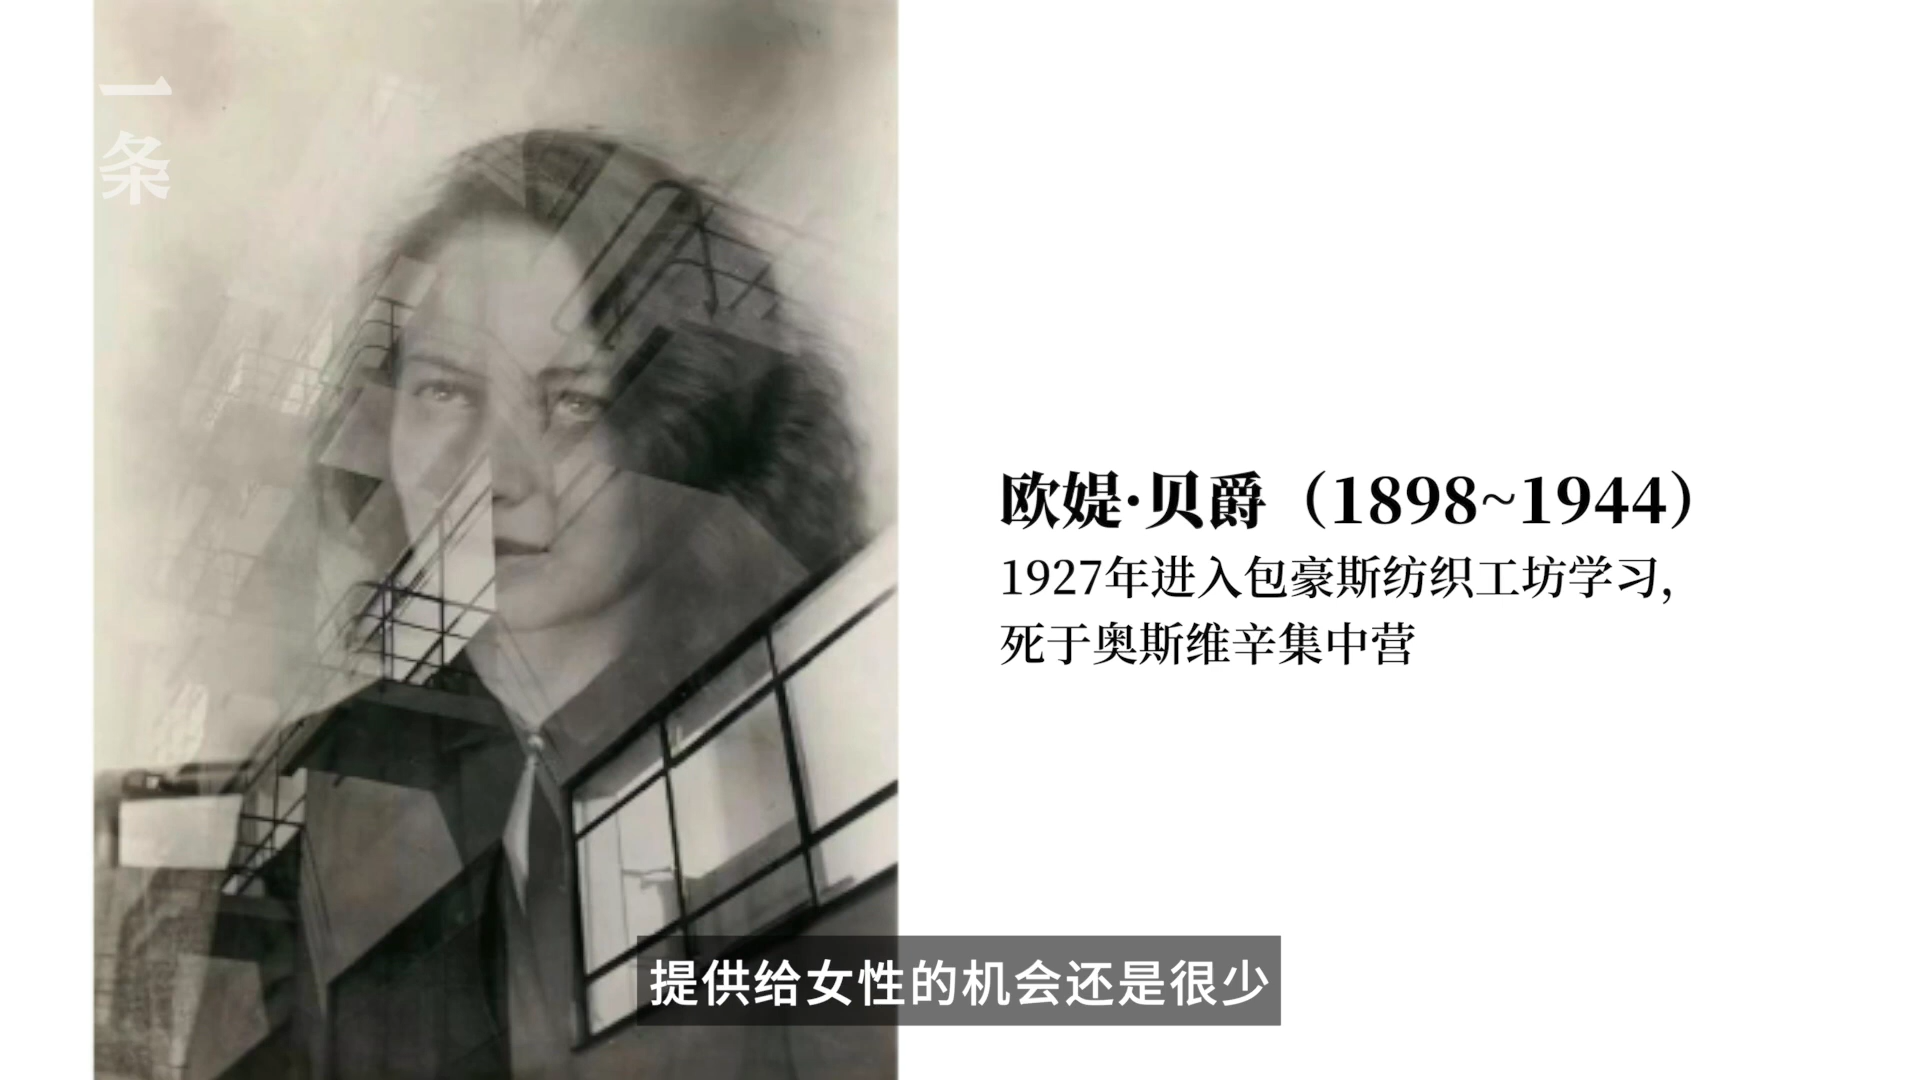 一条
欧媞·贝爵（1898~1944）
1927年进入包豪斯纺织工坊学习，
死于奥斯维辛集中营
提供给女性的机会还是很少